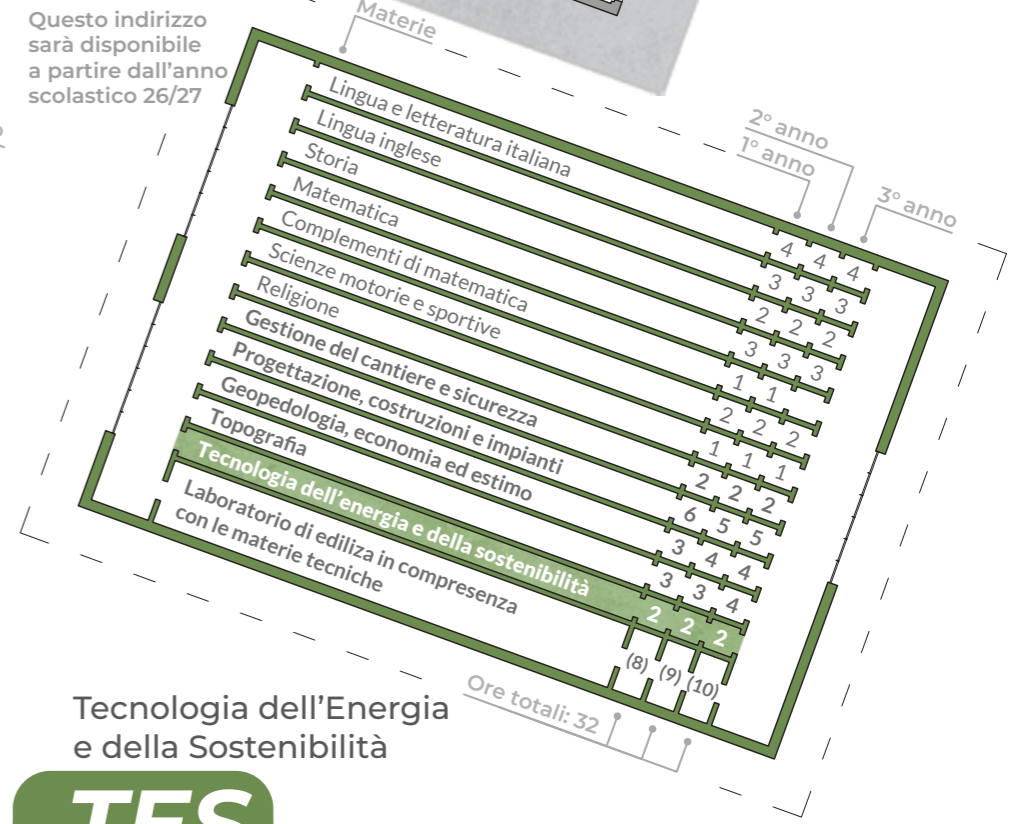 Questo indirizzo
sarà disponibile
a partire dall'anno
scolastico 26/27
Materie
2° anno
1° anno
3° anno
Lingua e letteratura italiana 4 4 4
Lingua inglese 3 3 3
Storia 2 2 2
Matematica 3 3 3
Complementi di matematica 1 1
Scienze motorie e sportive 2 2 2
Religione 1 1 1
Gestione del cantiere e sicurezza 2 2 2
Progettazione, costruzioni e impianti 6 5 5
Geopedologia, economia ed estimo 3 4 4
Topografia 3 3 4
Tecnologia dell'energia e della sostenibilità 2 2 2
Laboratorio di ediliza in compresenza
con le materie tecniche (8) (9) (10)
Ore totali: 32
Tecnologia dell'Energia
e della Sostenibilità
TES